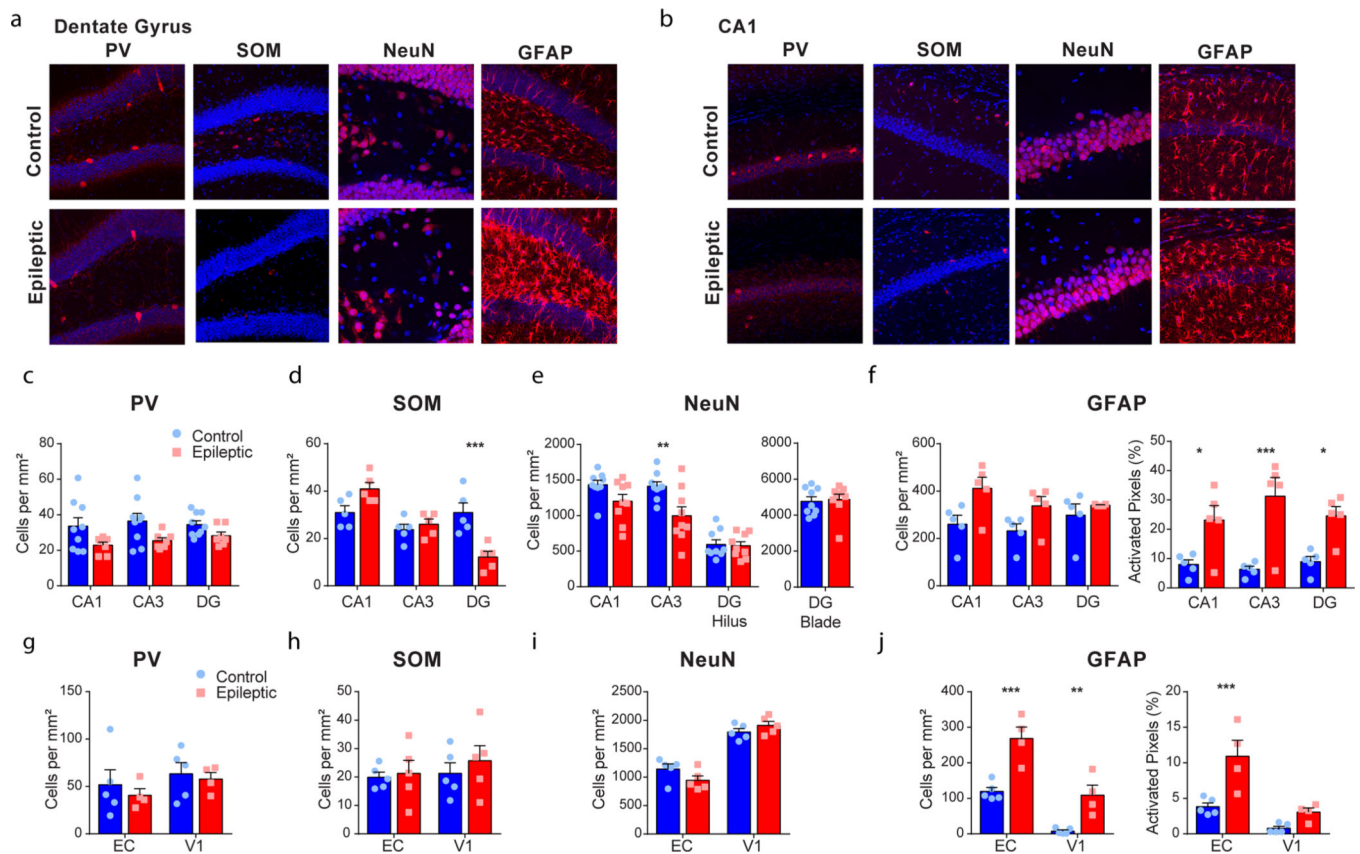 a
Dentate Gyrus
PV SOM NeuN GFAP
Control
Epileptic
b
CA1
PV SOM NeuN GFAP
Control
Epileptic
c
PV
Control
Epileptic
Cells per mm²
60
40
20
0
CA1 CA3 DG
d
SOM
***
Cells per mm²
60
40
20
0
CA1 CA3 DG
e
NeuN
**
Cells per mm²
2000
1500
1000
500
0
CA1 CA3 DG
Hilus
8000
6000
4000
2000
0
DG
Blade
f
GFAP
Cells per mm²
600
400
200
0
CA1 CA3 DG
* *** *
Activated Pixels (%)
50
40
30
20
10
0
CA1 CA3 DG
g
PV
Control
Epileptic
Cells per mm²
150
100
50
0
EC V1
h
SOM
Cells per mm²
50
40
30
20
10
0
EC V1
i
NeuN
Cells per mm²
2500
2000
1500
1000
500
0
EC V1
j
GFAP
*** **
Cells per mm²
400
300
200
100
0
EC V1
***
Activated Pixels (%)
20
15
10
5
0
EC V1